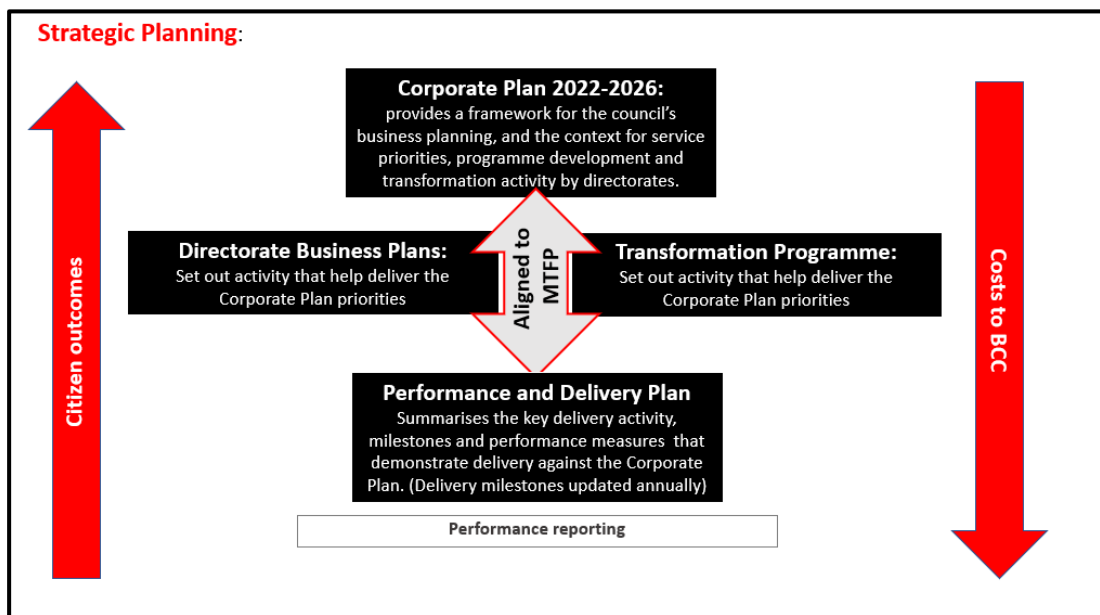 Strategic Planning:
Corporate Plan 2022-2026:
provides a framework for the council's
business planning, and the context for service
priorities, programme development and
transformation activity by directorates.
Directorate Business Plans:
Set out activity that help deliver the
Corporate Plan priorities
Aligned to
MTFP
Transformation Programme:
Set out activity that help deliver the
Corporate Plan priorities
Citizen outcomes
Costs to BCC
Performance and Delivery Plan
Summarises the key delivery activity,
milestones and performance measures that
demonstrate delivery against the Corporate
Plan. (Delivery milestones updated annually)
Performance reporting